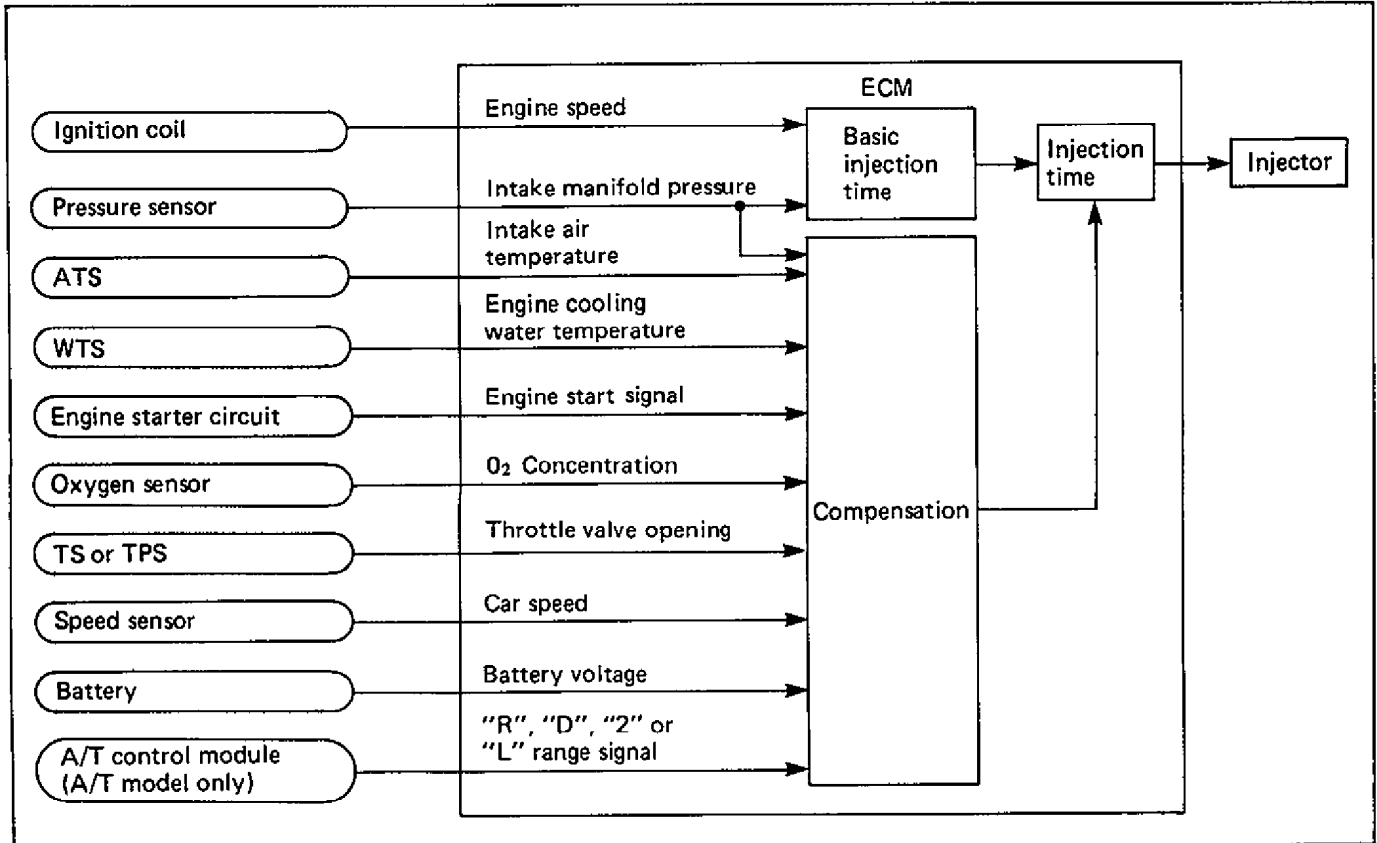 ECM
Ignition coil
Engine speed
Basic
injection
time
Injection
time
Injector
Pressure sensor
Intake manifold pressure
ATS
Intake air
temperature
WTS
Engine cooling
water temperature
Engine starter circuit
Engine start signal
Oxygen sensor
O₂ Concentration
Compensation
TS or TPS
Throttle valve opening
Speed sensor
Car speed
Battery
Battery voltage
A/T control module
(A/T model only)
"R", "D", "2" or
"L" range signal